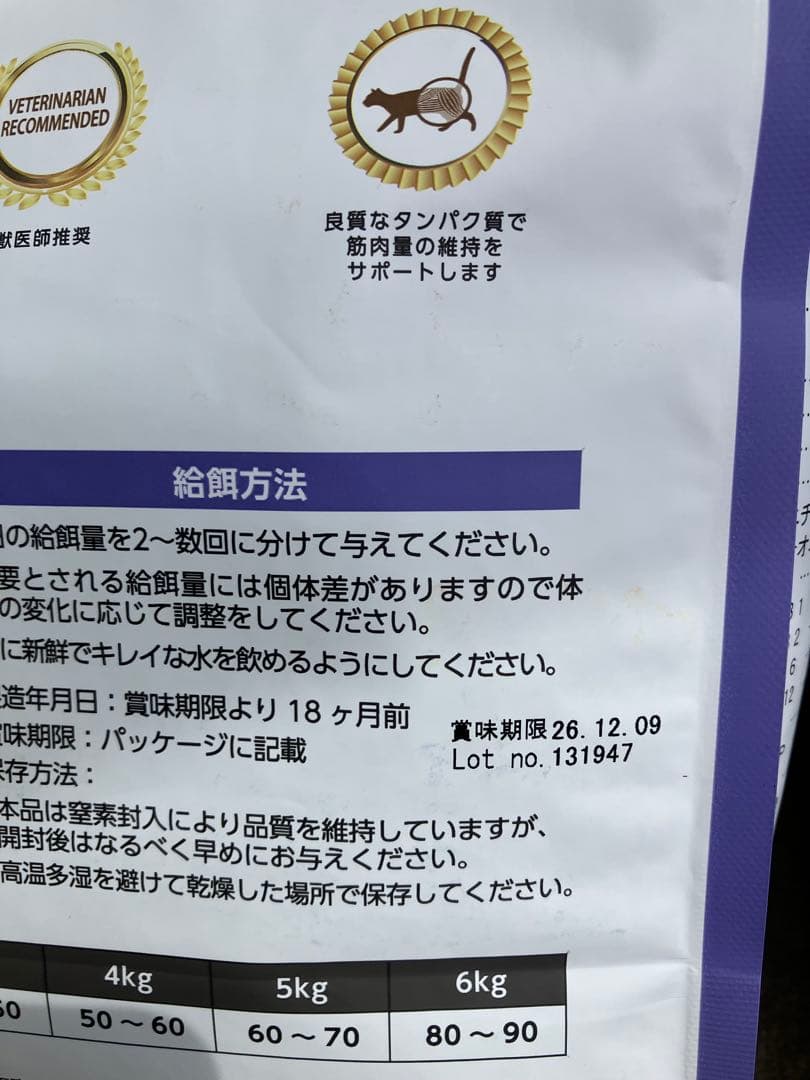 VETERINARIAN
RECOMMENDED
獣医師推奨
良質なタンパク質で
筋肉量の維持を
サポートします
給餌方法
の給餌量を2〜数回に分けて与えてください。
要とされる給餌量には個体差がありますので体
の変化に応じて調整をしてください。
に新鮮でキレイな水を飲めるようにしてください。
造年月日：賞味期限より 18 ヶ月前
味期限：パッケージに記載
賞味期限26.12.09
Lot no.131947
存方法：
本品は窒素封入により品質を維持していますが、
開封後はなるべく早めにお与えください。
高温多湿を避けて乾燥した場所で保存してください。
4kg 5kg 6kg
50〜60 60〜70 80〜90